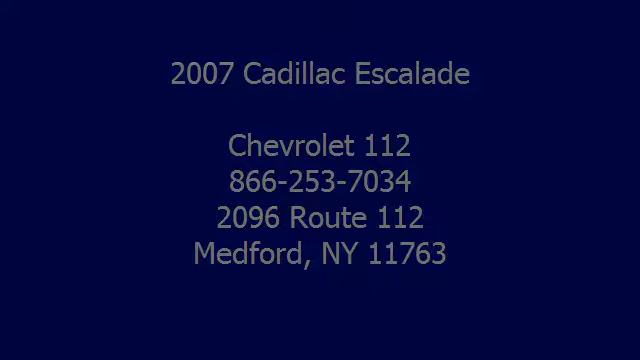 2007 Cadillac Escalade
Chevrolet 112
866-253-7034
2096 Route 112
Medford, NY 11763